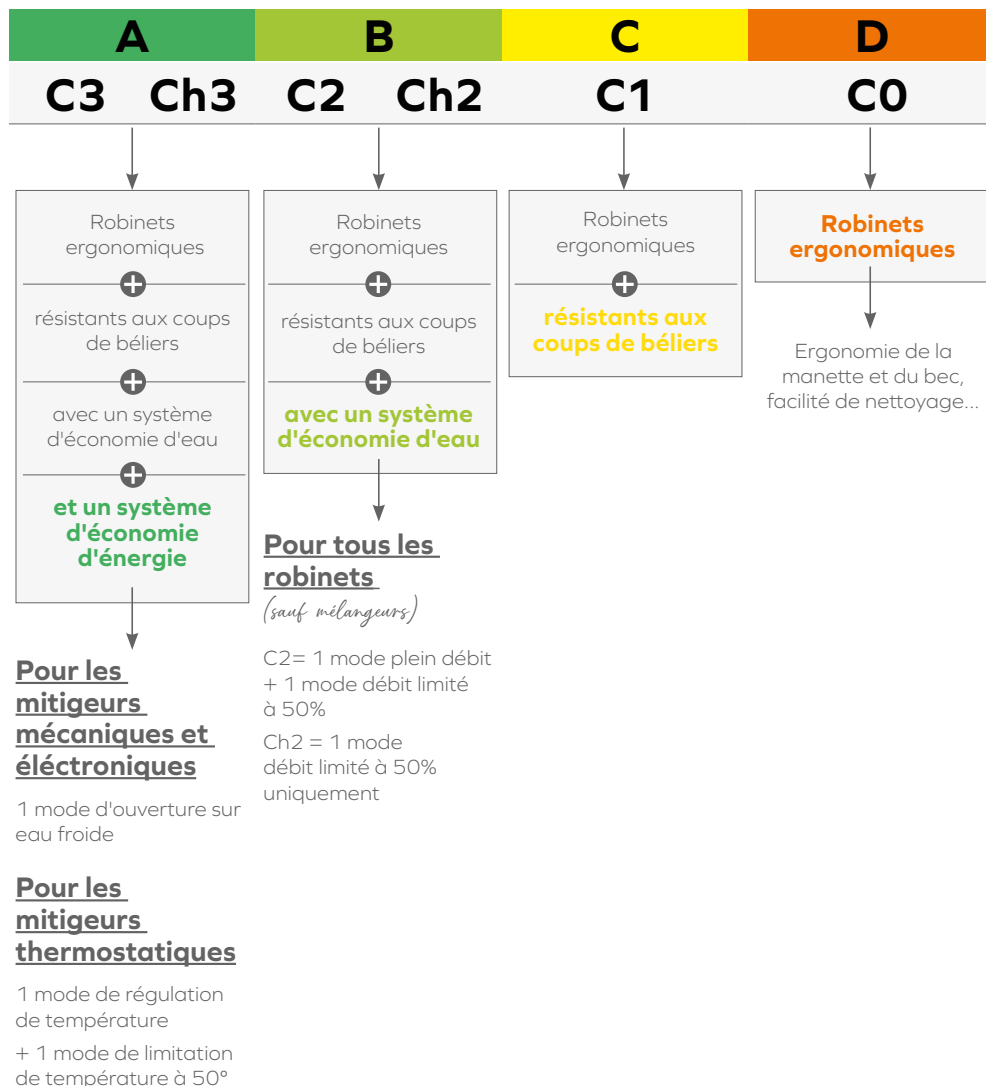 A
B
C
D
C3 Ch3
C2 Ch2
C1
C0
Robinets
ergonomiques
résistants aux coups
de béliers
avec un système
d'économie d'eau
et un système
d'économie
d'énergie
Pour les
mitigeurs
mécaniques et
éléctroniques
1 mode d'ouverture sur
eau froide
Pour les
mitigeurs
thermostatiques
1 mode de régulation
de température
+ 1 mode de limitation
de température à 50°
Robinets
ergonomiques
résistants aux coups
de béliers
avec un système
d'économie d'eau
Pour tous les
robinets
(sauf mélangeurs)
C2= 1 mode plein débit
+ 1 mode débit limité
à 50%
Ch2 = 1 mode
débit limité à 50%
uniquement
Robinets
ergonomiques
résistants aux
coups de béliers
Robinets
ergonomiques
Ergonomie de la
manette et du bec,
facilité de nettoyage...